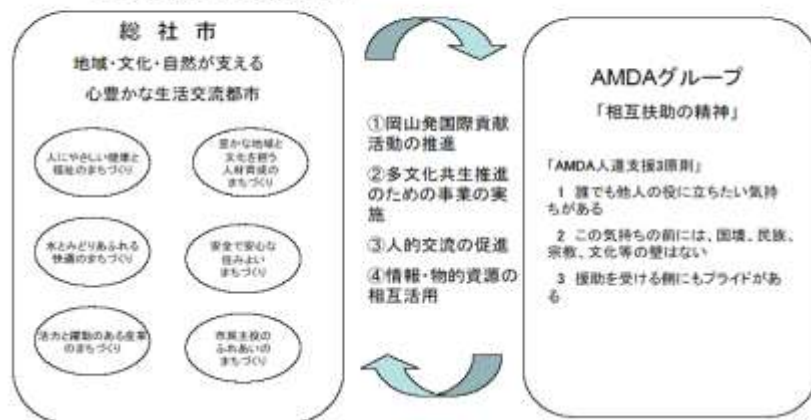 総 社 市
地域・文化・自然が支える
心豊かな生活交流都市
人にやさしい健康と
福祉のまちづくり
豊かな地域と
文化を担う
人材育成の
まちづくり
水とみどりあふれる
快適のまちづくり
安全で安心な
住みよい
まちづくり
活力と躍動のある産業
のまちづくり
市民主役の
ふれあいの
まちづくり
①岡山発国際貢献
活動の推進
②多文化共生推進
のための事業の実
施
③人的交流の促進
④情報・物的資源の
相互活用
AMDAグループ
「相互扶助の精神」
「AMDA人道支援3原則」
1 誰でも他人の役に立ちたい気持
ちがある
2 この気持ちの前には、国境、民族、
宗教、文化等の壁はない
3 援助を受ける側にもプライドがあ
る